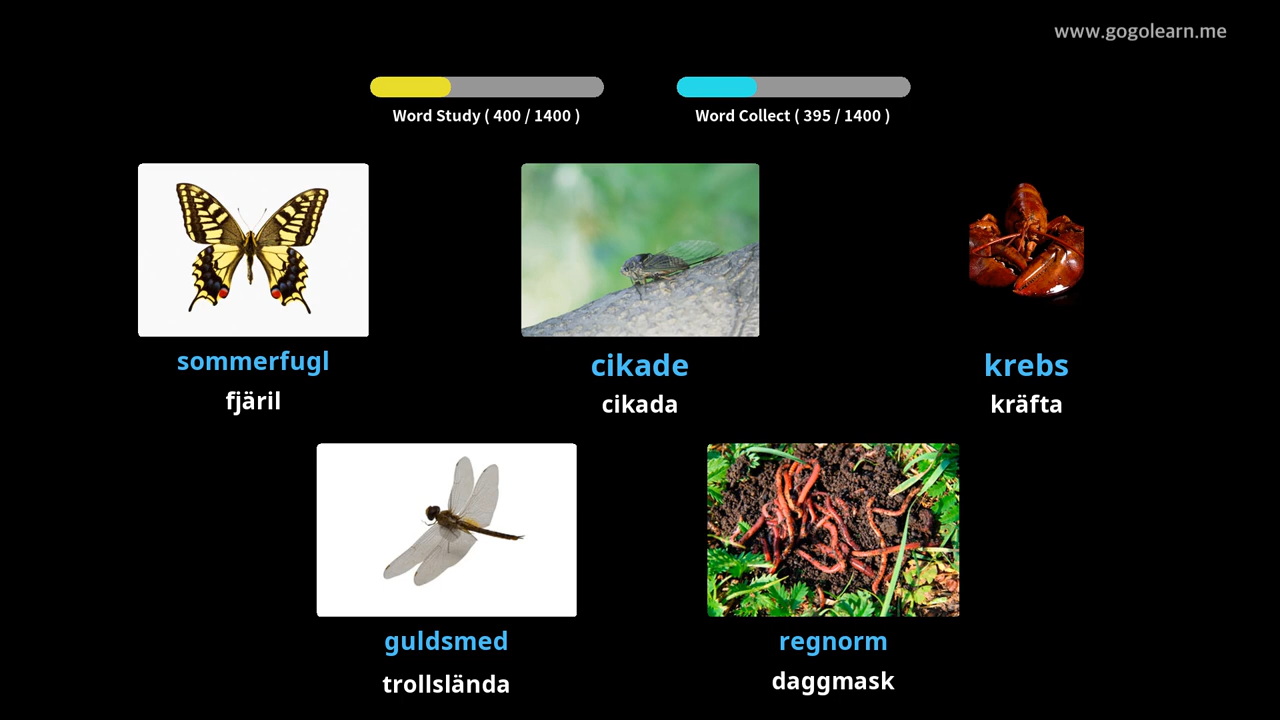 www.gogolearn.me
Word Study ( 400 / 1400 )
Word Collect ( 395 / 1400 )
sommerfugl
fjäril
cikade
cikada
krebs
kräfta
guldsmed
trollslända
regnorm
daggmask